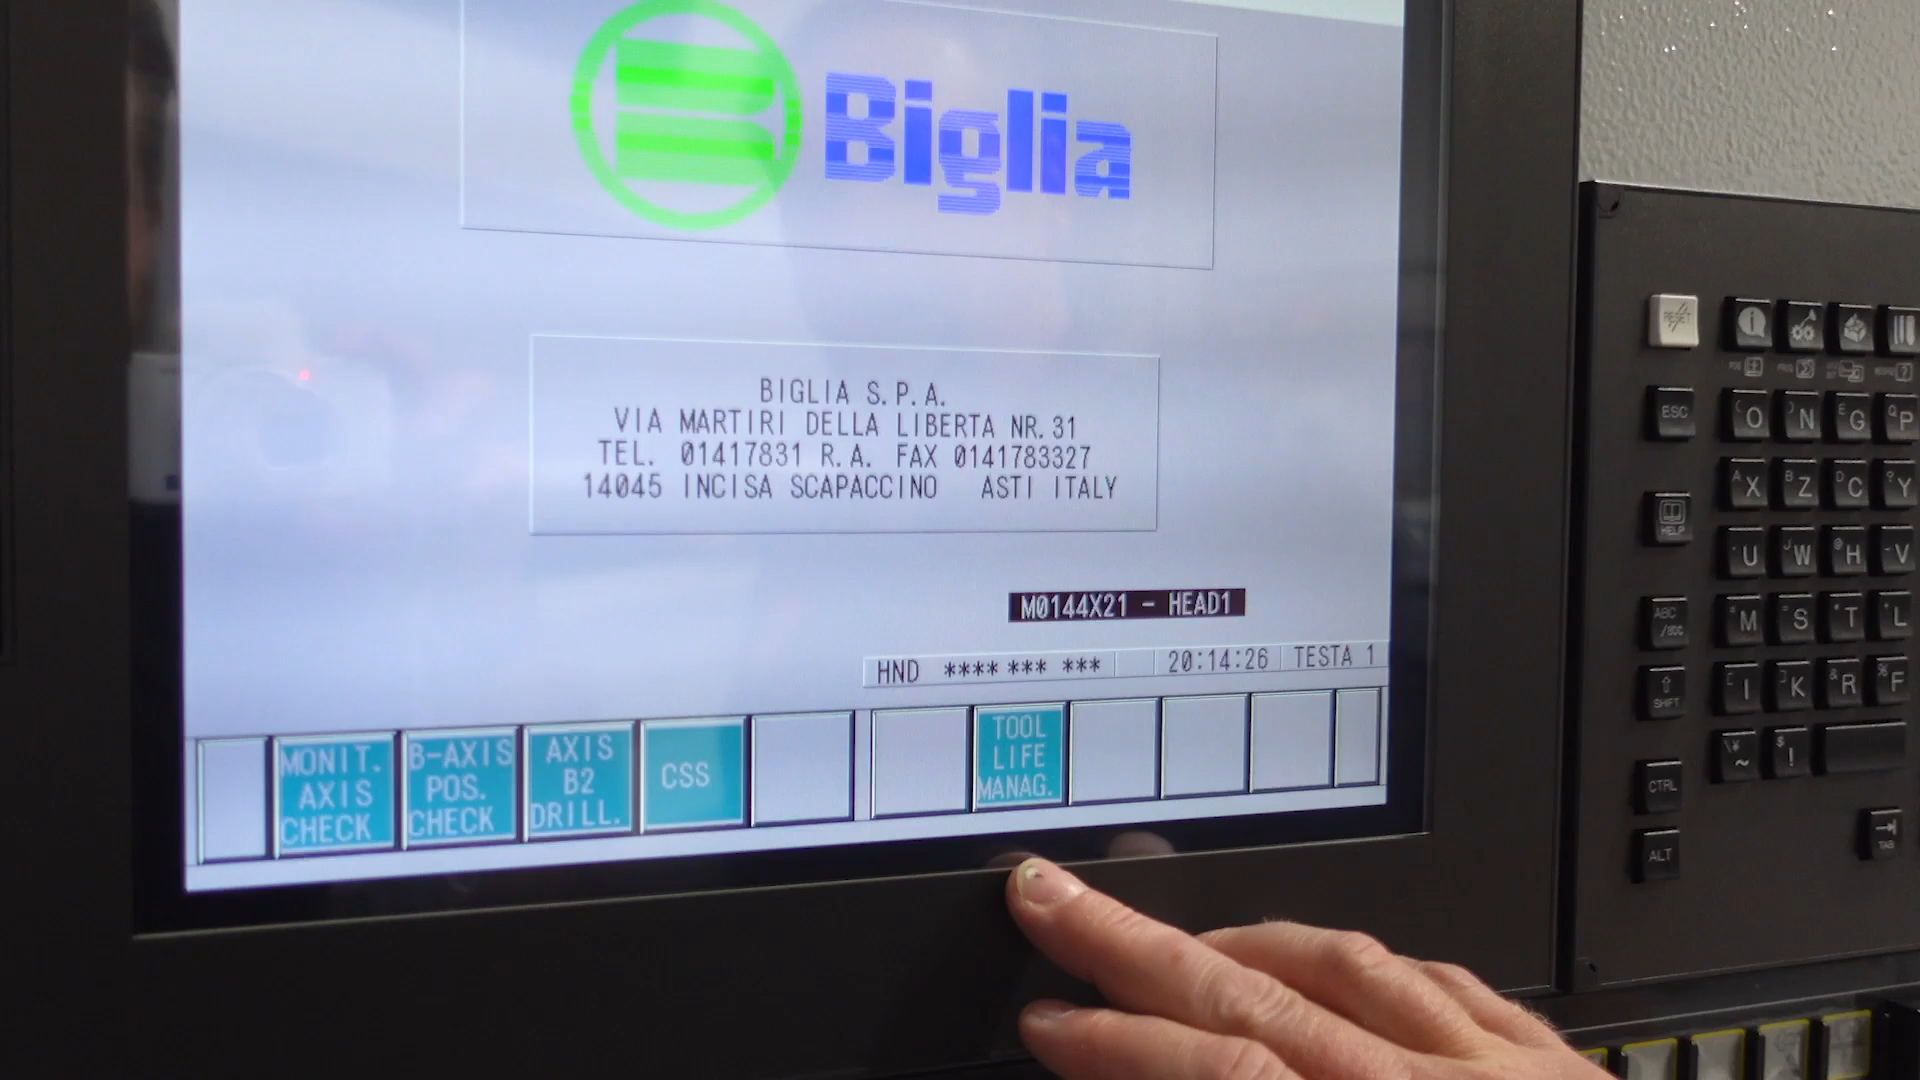 Biglia
BIGLIA S.P.A.
VIA MARTIRI DELLA LIBERTA NR.31
TEL. 01417831 R.A. FAX 0141783327
14045 INCISA SCAPACCINO ASTI ITALY
M0144X21 - HEAD1
HND **** *** *** 20:14:26 TESTA 1
MONIT.
AXIS
CHECK
B-AXIS
POS.
CHECK
AXIS
B2
DRILL.
CSS
TOOL
LIFE
MANAG.
RESET
ESC
HELP
ABC
/abc
SHIFT
CTRL
ALT
( O ) N E G Q P
A X B Z D C ? Y
U J W @ H V
M = S * T L
[ I ] K & R % F
~ $ !
TAB